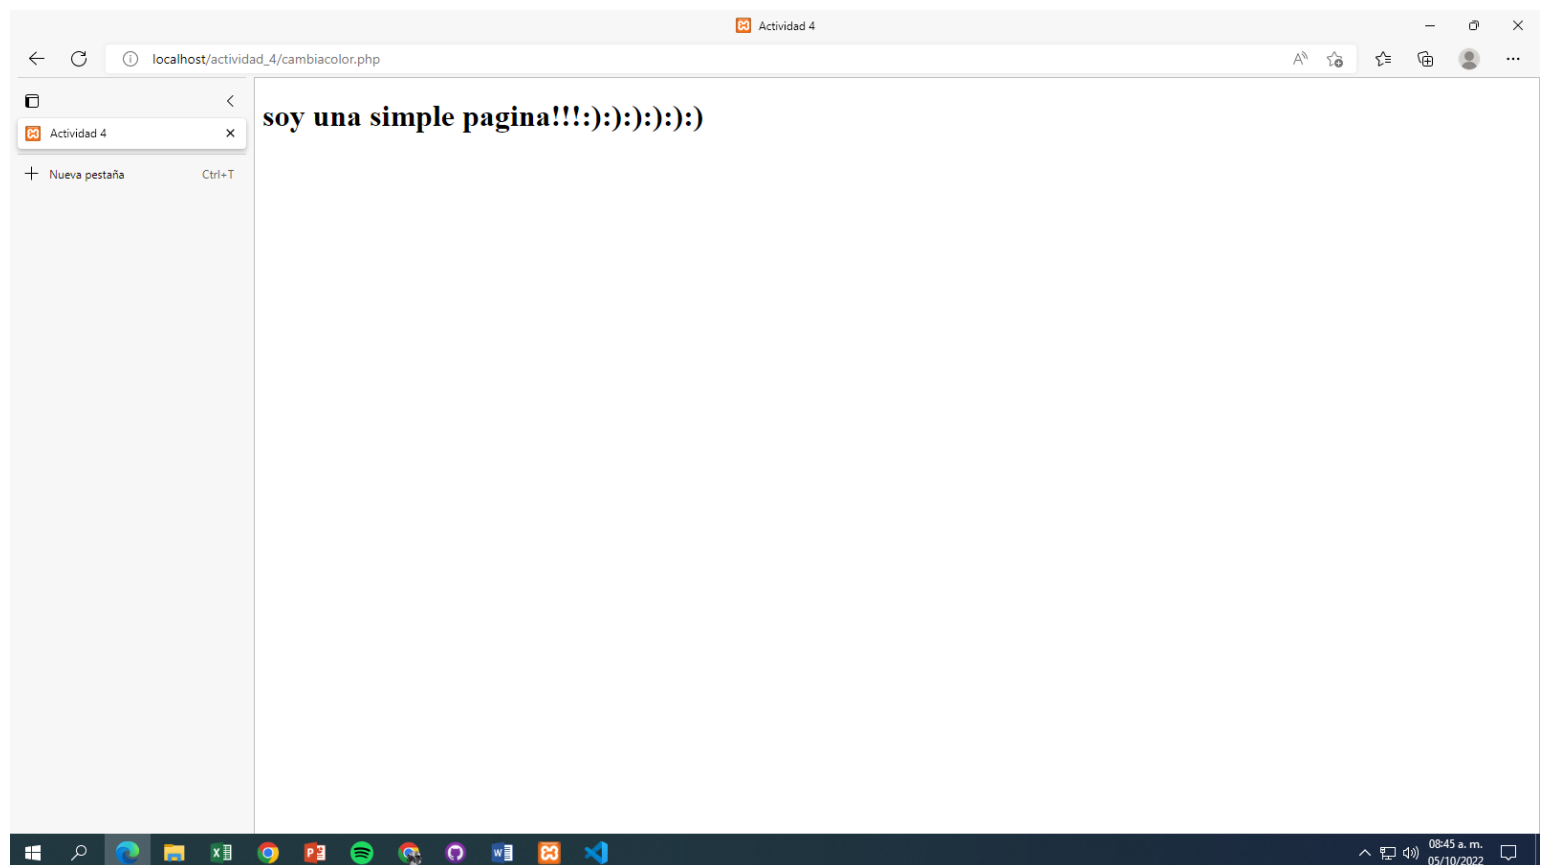 Actividad 4
localhost/actividad_4/cambiacolor.php
Actividad 4
Nueva pestaña Ctrl+T
soy una simple pagina!!!:):):):):):)
08:45 a. m.
05/10/2022